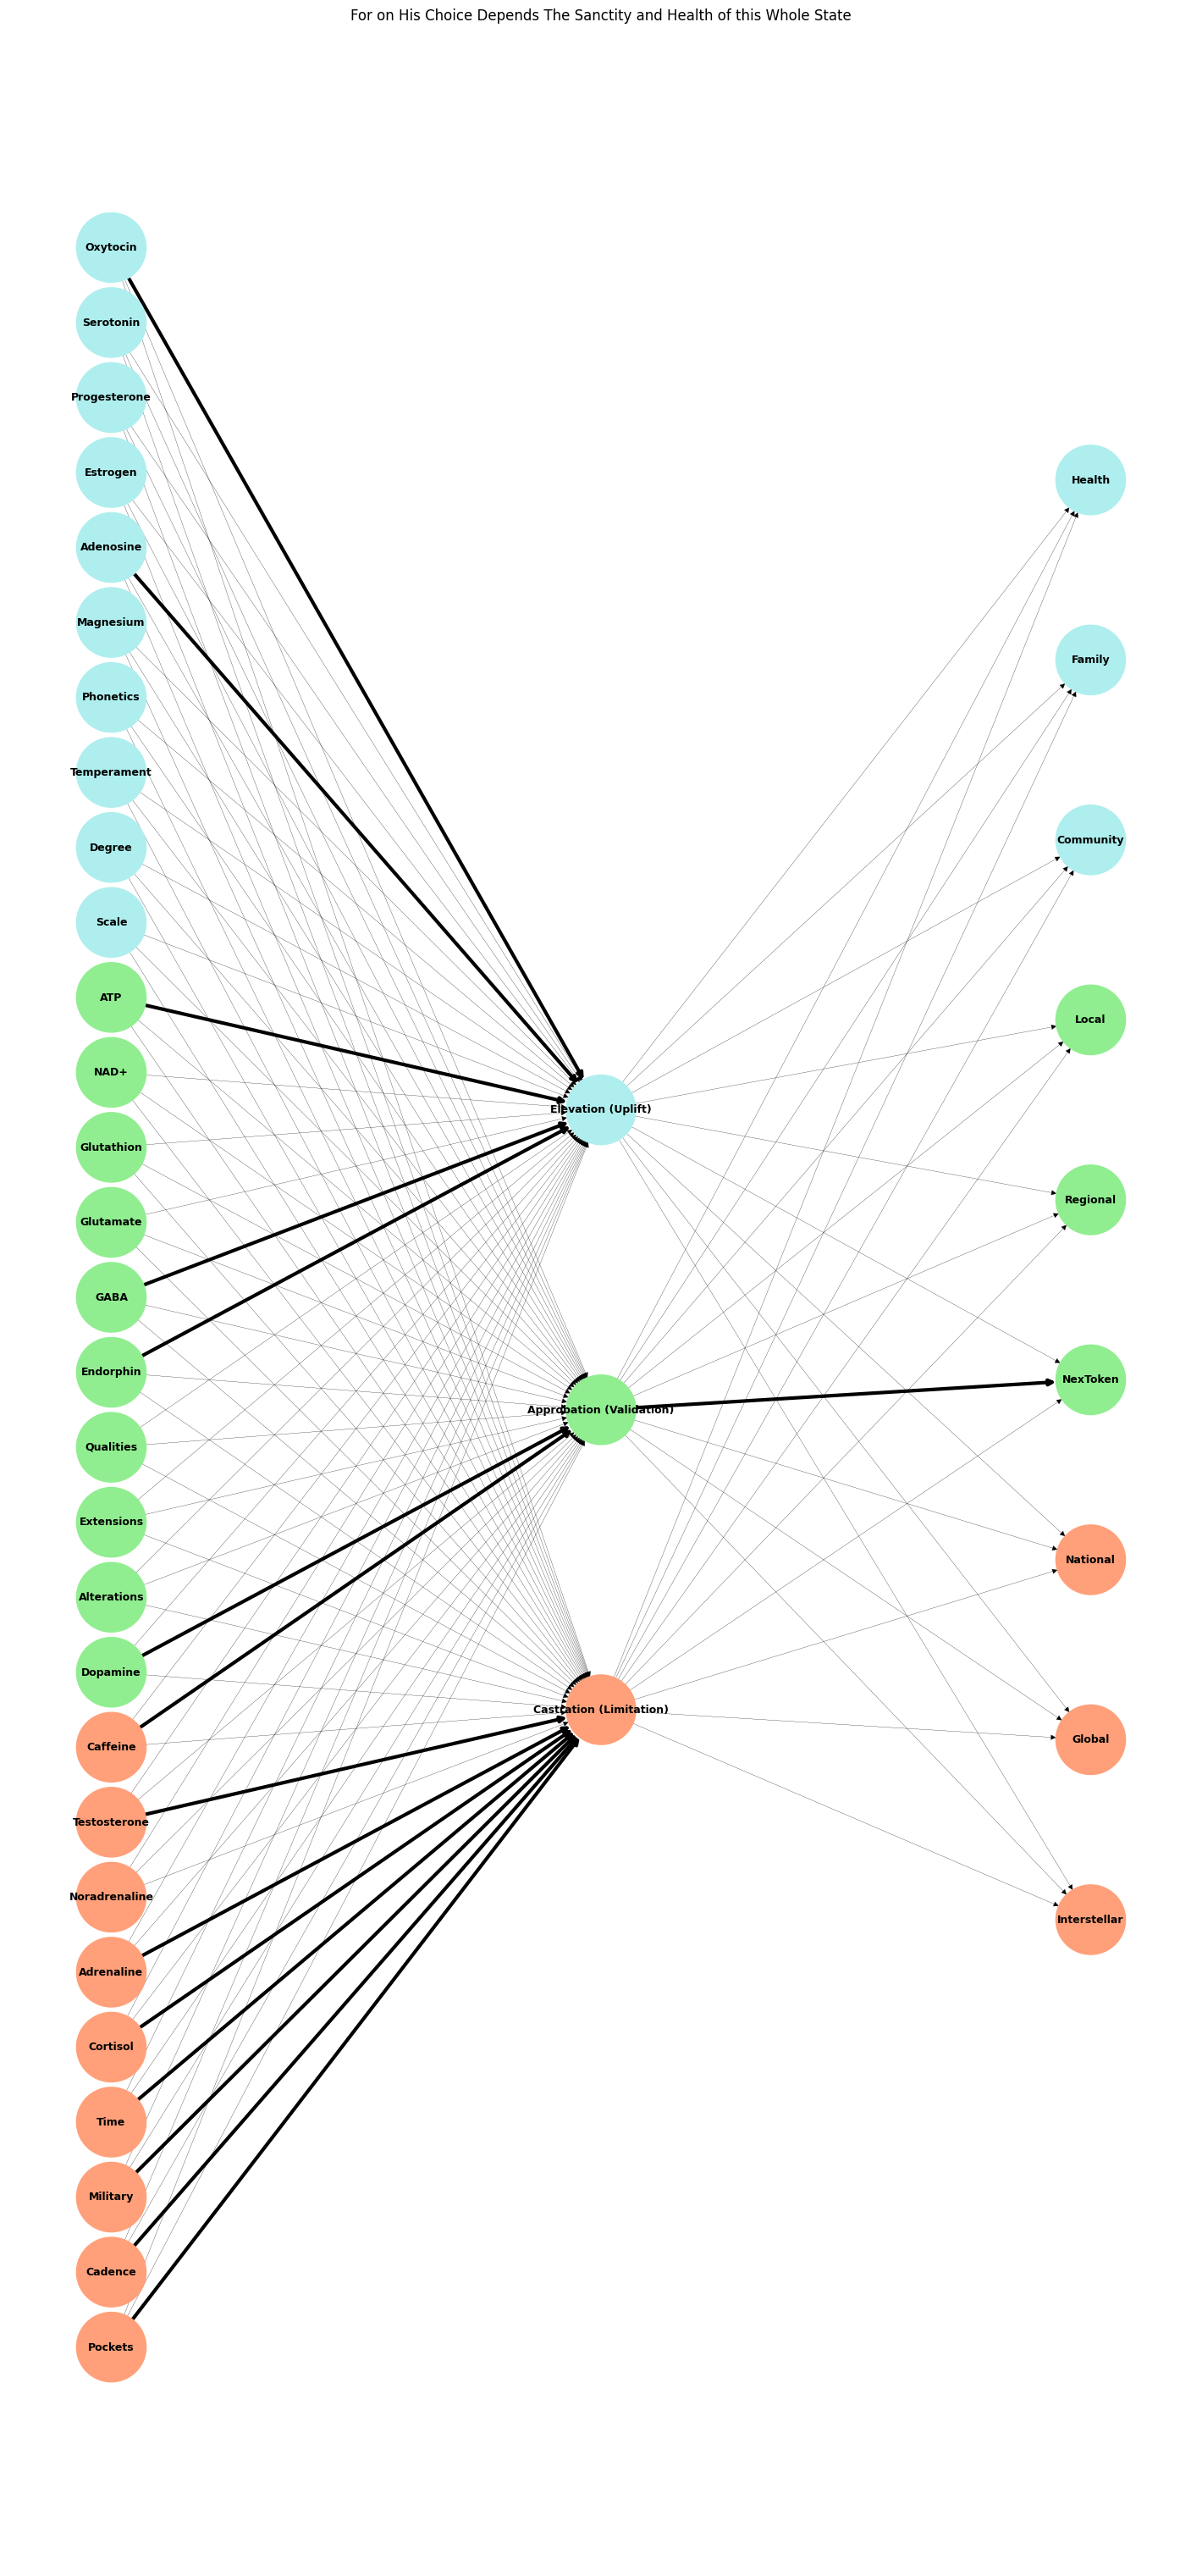 For on His Choice Depends The Sanctity and Health of this Whole State
Oxytocin
Serotonin
Progesterone
Estrogen
Adenosine
Magnesium
Phonetics
Temperament
Degree
Scale
ATP
NAD+
Glutathion
Glutamate
GABA
Endorphin
Qualities
Extensions
Alterations
Dopamine
Caffeine
Testosterone
Noradrenaline
Adrenaline
Cortisol
Time
Military
Cadence
Pockets
Elevation (Uplift)
Approbation (Validation)
Castration (Limitation)
Health
Family
Community
Local
Regional
NexToken
National
Global
Interstellar